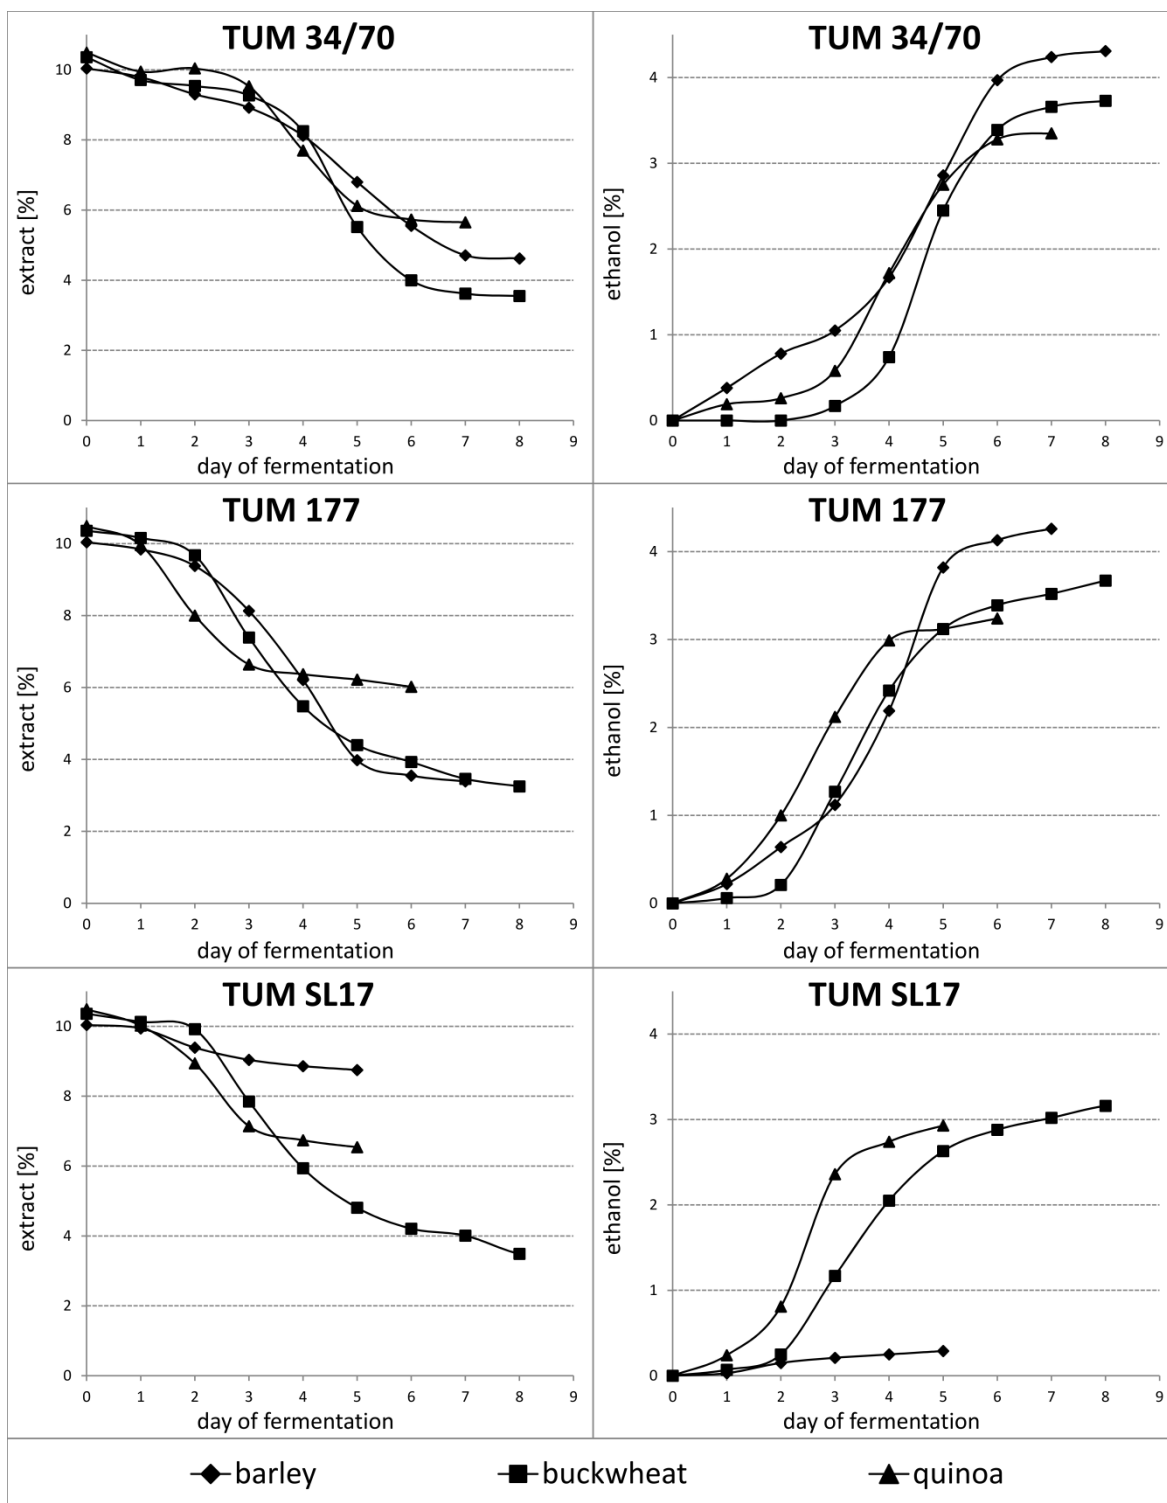 TUM 34/70
extract [%]
10
8
6
4
2
0
0 1 2 3 4 5 6 7 8 9
day of fermentation
TUM 34/70
ethanol [%]
4
3
2
1
0
0 1 2 3 4 5 6 7 8 9
day of fermentation
TUM 177
extract [%]
10
8
6
4
2
0
0 1 2 3 4 5 6 7 8 9
day of fermentation
TUM 177
ethanol [%]
4
3
2
1
0
0 1 2 3 4 5 6 7 8 9
day of fermentation
TUM SL17
extract [%]
10
8
6
4
2
0
0 1 2 3 4 5 6 7 8 9
day of fermentation
TUM SL17
ethanol [%]
4
3
2
1
0
0 1 2 3 4 5 6 7 8 9
day of fermentation
barley buckwheat quinoa